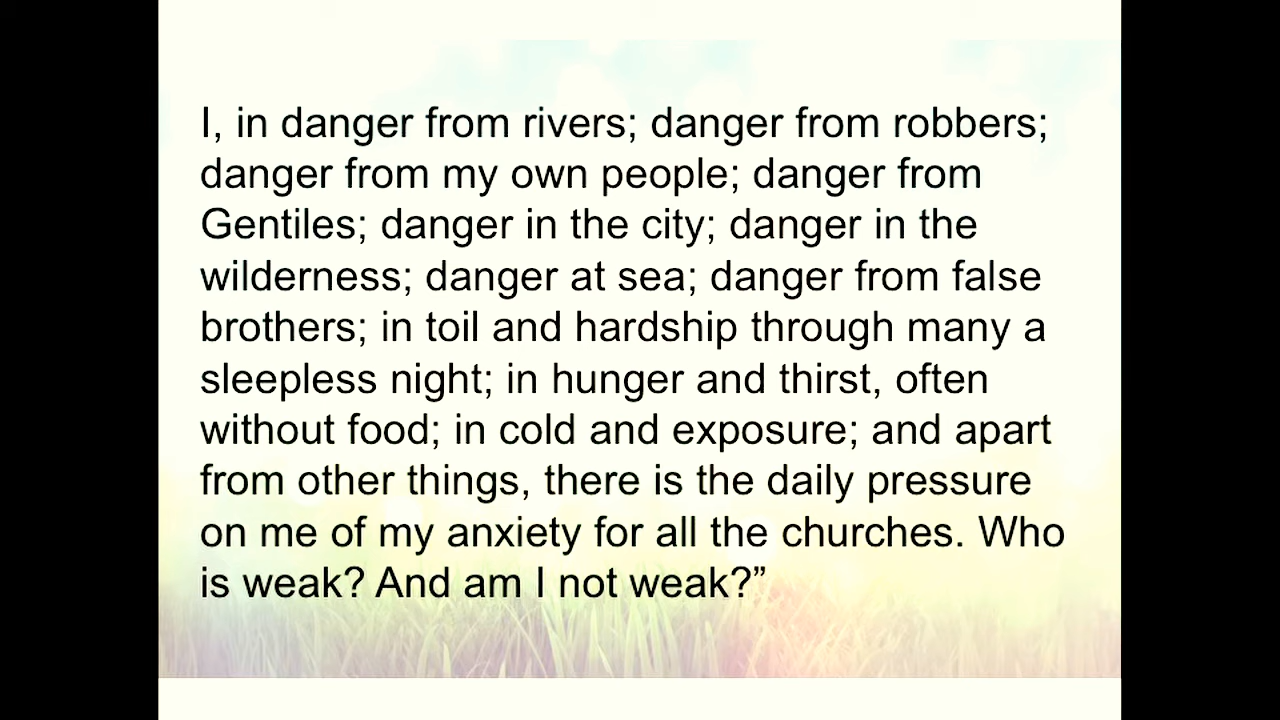 I, in danger from rivers; danger from robbers;
danger from my own people; danger from
Gentiles; danger in the city; danger in the
wilderness; danger at sea; danger from false
brothers; in toil and hardship through many a
sleepless night; in hunger and thirst, often
without food; in cold and exposure; and apart
from other things, there is the daily pressure
on me of my anxiety for all the churches. Who
is weak? And am I not weak?”